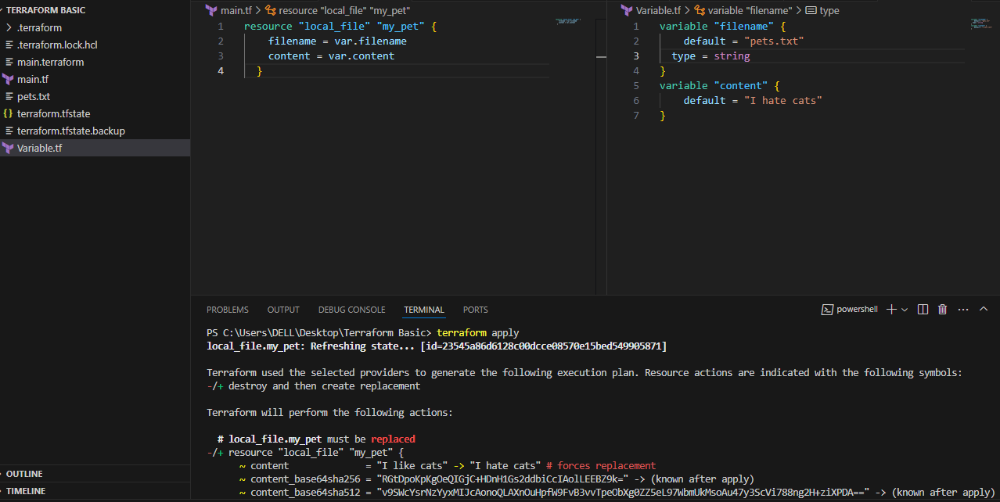 TERRAFORM BASIC
.terraform
.terraform.lock.hcl
main.terraform
main.tf
pets.txt
{} terraform.tfstate
terraform.tfstate.backup
Variable.tf
OUTLINE
TIMELINE
main.tf > resource "local_file" "my_pet"
1 resource "local_file" "my_pet" {
2 filename = var.filename
3 content = var.content
4 }
Variable.tf > variable "filename" > type
1 variable "filename" {
2 default = "pets.txt"
3 type = string
4 }
5 variable "content" {
6 default = "I hate cats"
7 }
PROBLEMS OUTPUT DEBUG CONSOLE TERMINAL PORTS powershell
PS C:\Users\DELL\Desktop\Terraform Basic> terraform apply
local_file.my_pet: Refreshing state... [id=23545a86d6128c00dcce08570e15bed549905871]
Terraform used the selected providers to generate the following execution plan. Resource actions are indicated with the following symbols:
-/+ destroy and then create replacement
Terraform will perform the following actions:
# local_file.my_pet must be replaced
-/+ resource "local_file" "my_pet" {
~ content = "I like cats" -> "I hate cats" # forces replacement
~ content_base64sha256 = "RGtDpoKpKgOeQIGjC+HDnH1Gs2ddbiCcIAolLEEBZ9k=" -> (known after apply)
~ content_base64sha512 = "v9SWcYsrNzYyxMIJcAonoQLAXnOuHpfW9FvB3vvTpeObXg0ZZ5eL97WbmUkMsoAu47y3ScVi788ng2H+ziXPDA==" -> (known after apply)